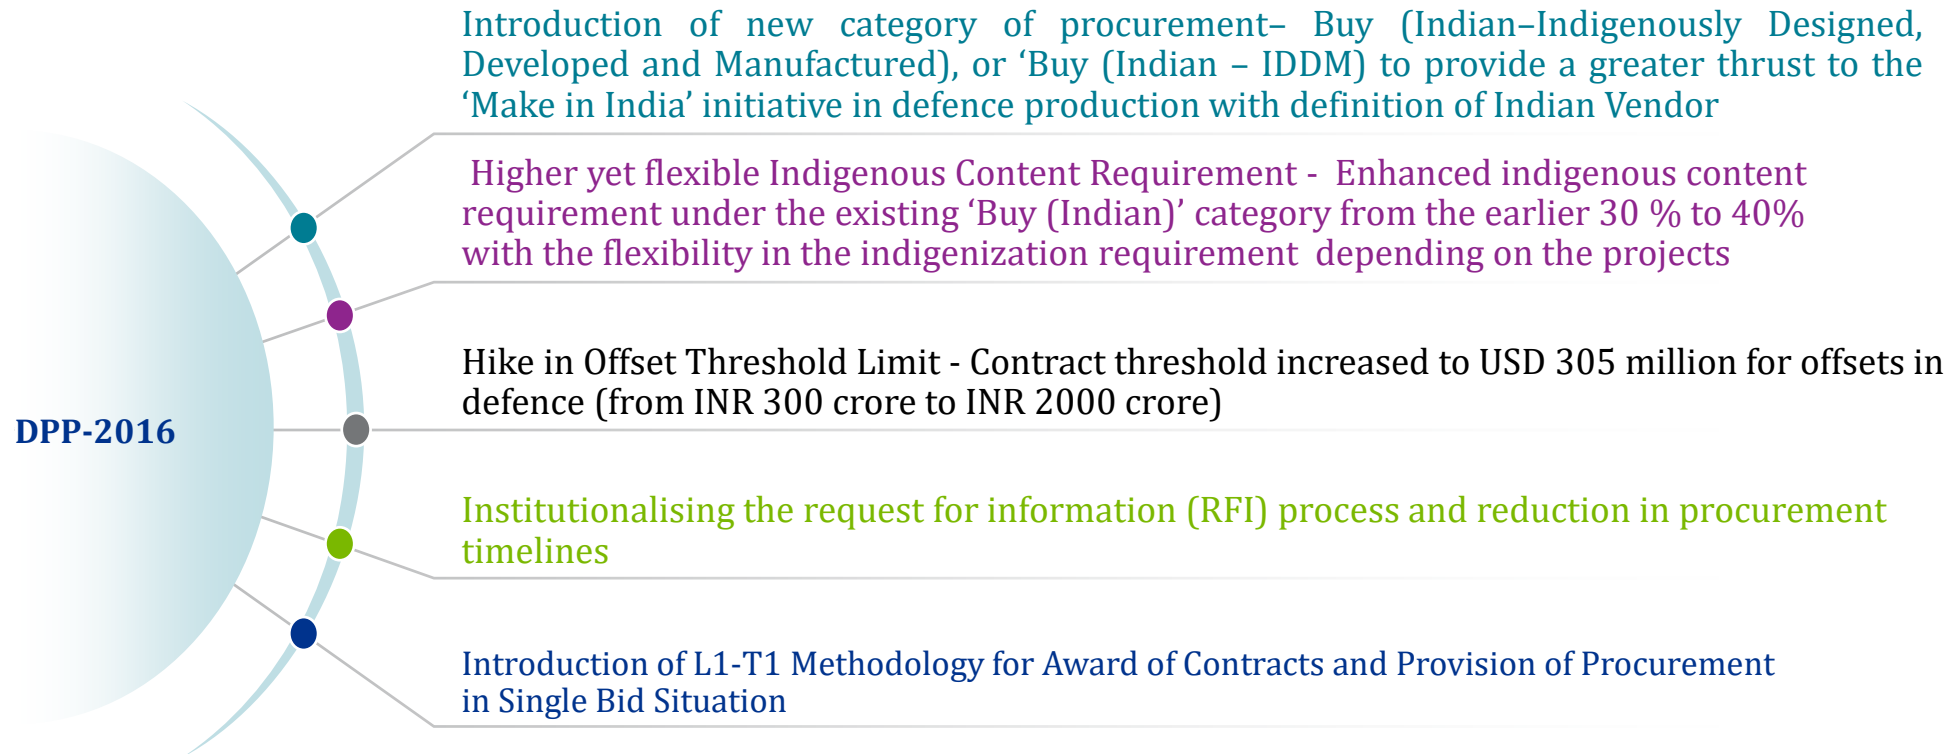 Introduction of new category of procurement– Buy (Indian–Indigenously Designed,
Developed and Manufactured), or ‘Buy (Indian – IDDM) to provide a greater thrust to the
‘Make in India’ initiative in defence production with definition of Indian Vendor
Higher yet flexible Indigenous Content Requirement - Enhanced indigenous content
requirement under the existing ‘Buy (Indian)’ category from the earlier 30 % to 40%
with the flexibility in the indigenization requirement depending on the projects
Hike in Offset Threshold Limit - Contract threshold increased to USD 305 million for offsets in
defence (from INR 300 crore to INR 2000 crore)
DPP-2016
Institutionalising the request for information (RFI) process and reduction in procurement
timelines
Introduction of L1-T1 Methodology for Award of Contracts and Provision of Procurement
in Single Bid Situation